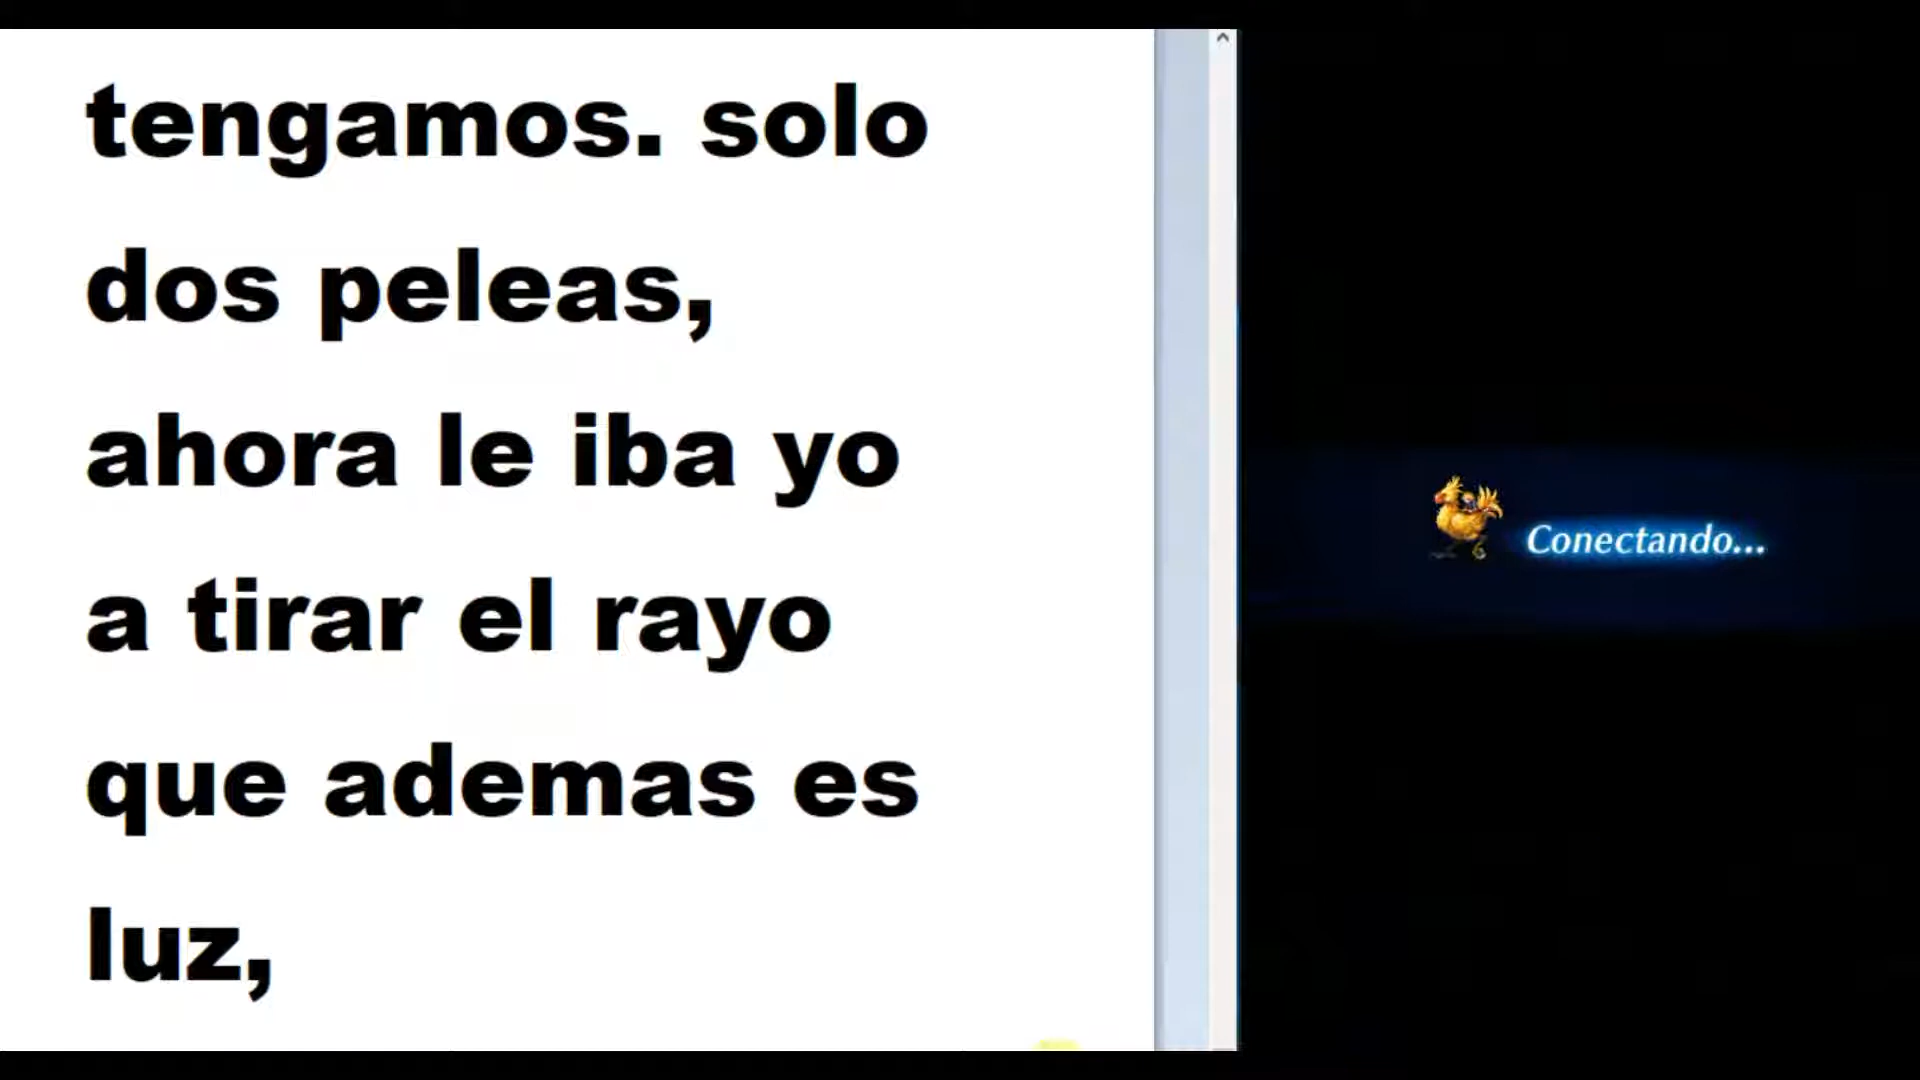 tengamos. solo
dos peleas,
ahora le iba yo
a tirar el rayo
que ademas es
luz,
Conectando...